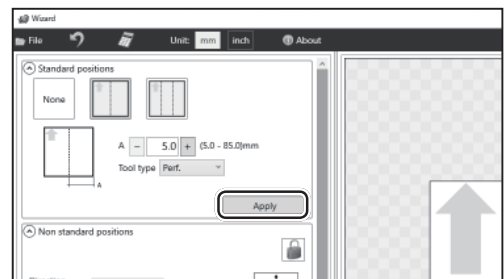 Wizard
File Unit: mm inch About
Standard positions
None
A - 5.0 + (5.0 - 85.0)mm
Tool type Perf.
A
Apply
Non standard positions